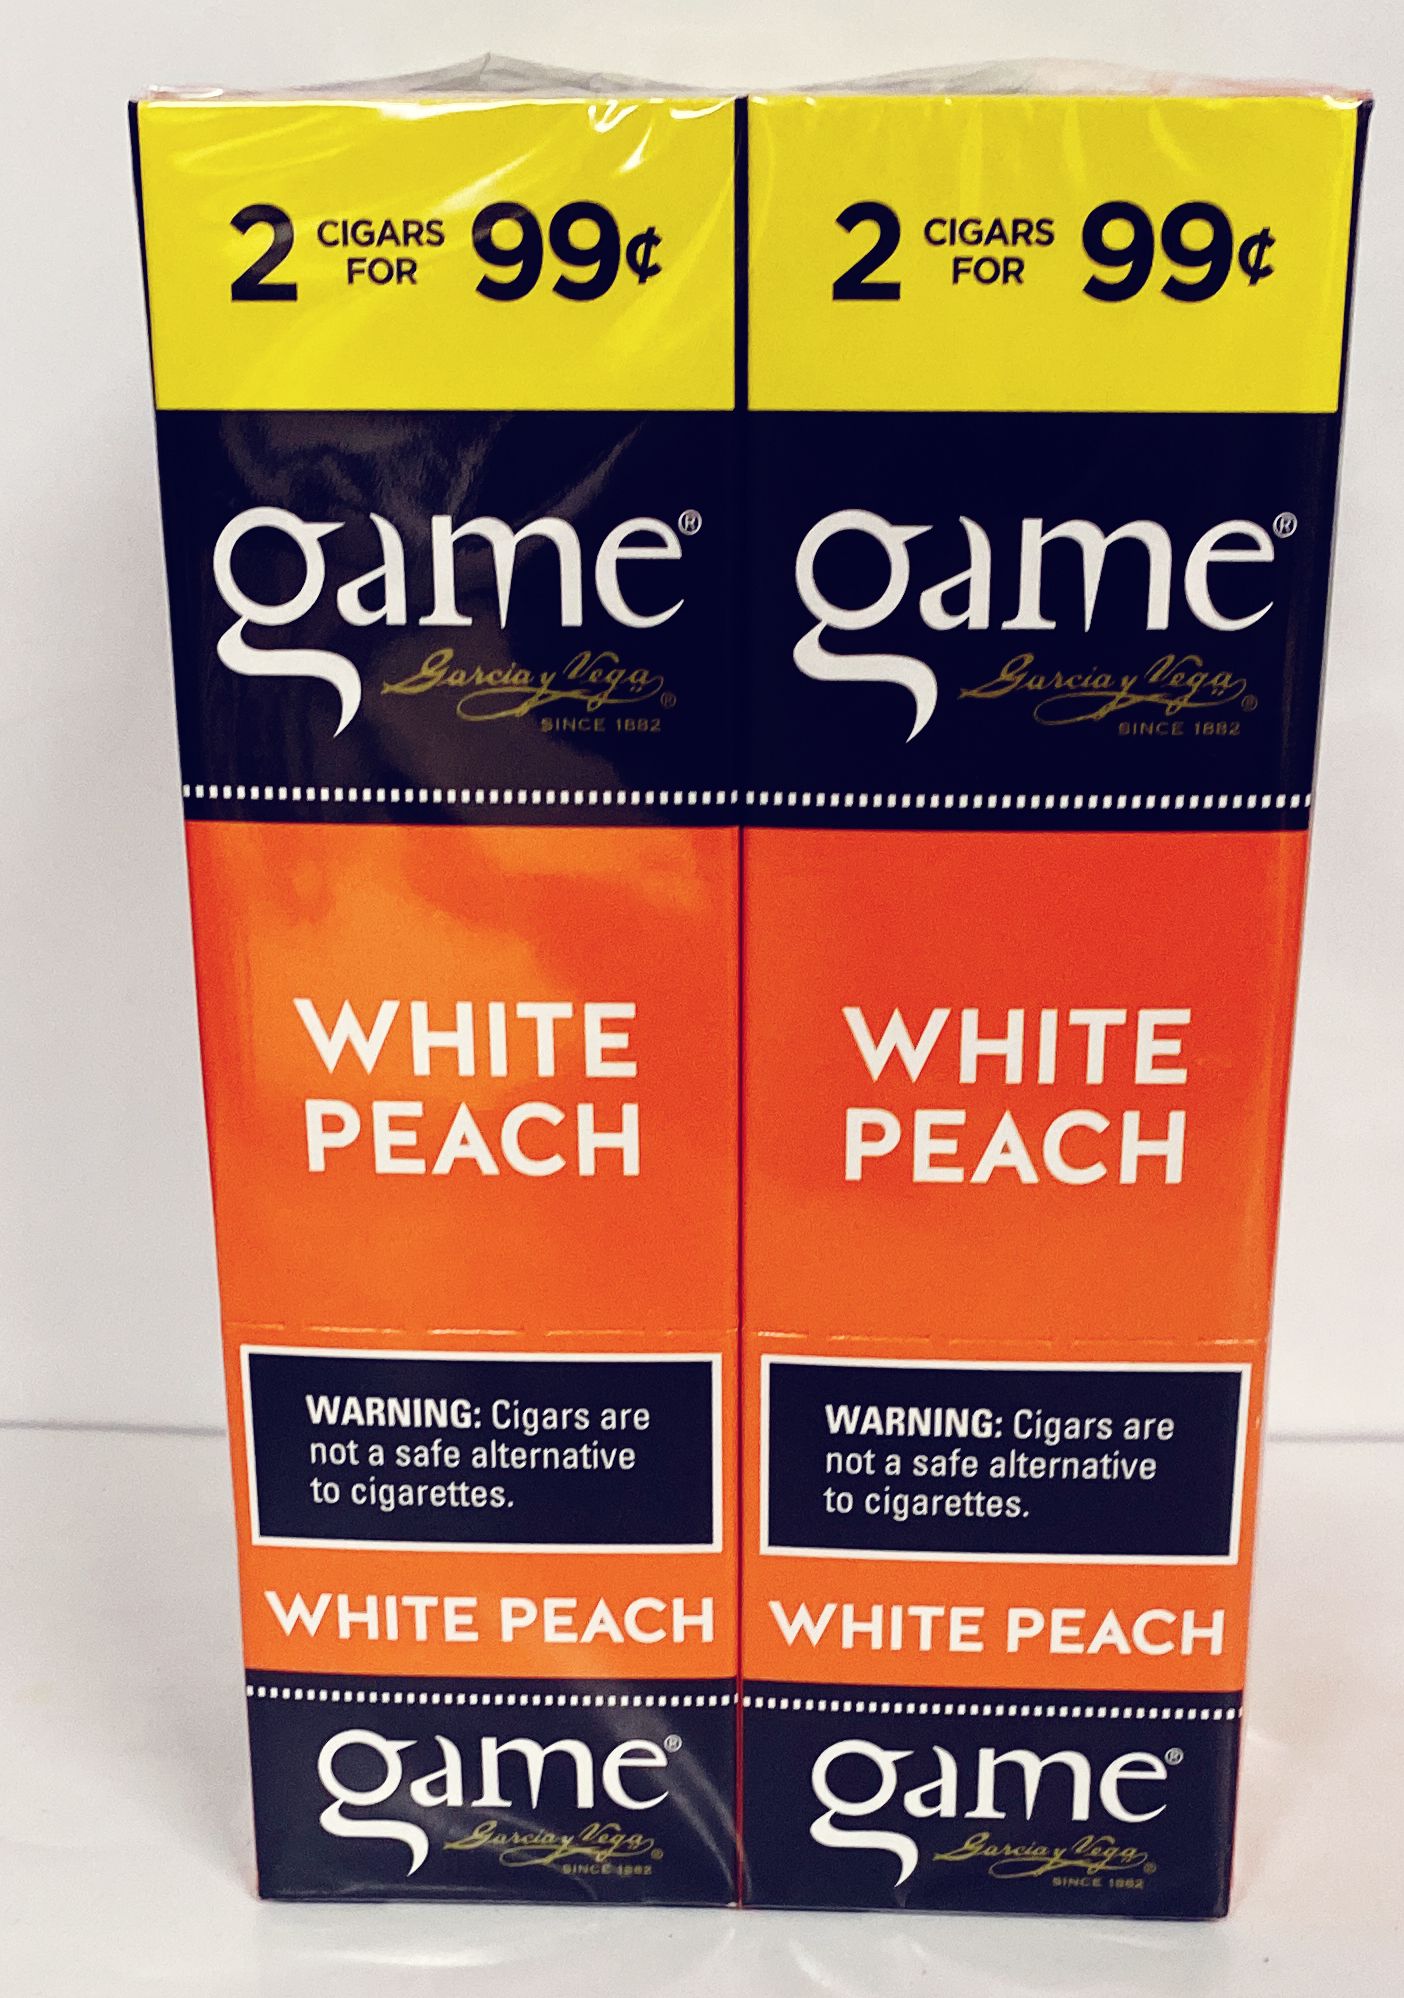 2 CIGARS FOR 99¢
game®
Garcia y Vega®
SINCE 1882
WHITE
PEACH
WARNING: Cigars are
not a safe alternative
to cigarettes.
WHITE PEACH
game®
Garcia y Vega®
SINCE 1882
2 CIGARS FOR 99¢
game®
Garcia y Vega®
SINCE 1882
WHITE
PEACH
WARNING: Cigars are
not a safe alternative
to cigarettes.
WHITE PEACH
game®
Garcia y Vega®
SINCE 1882